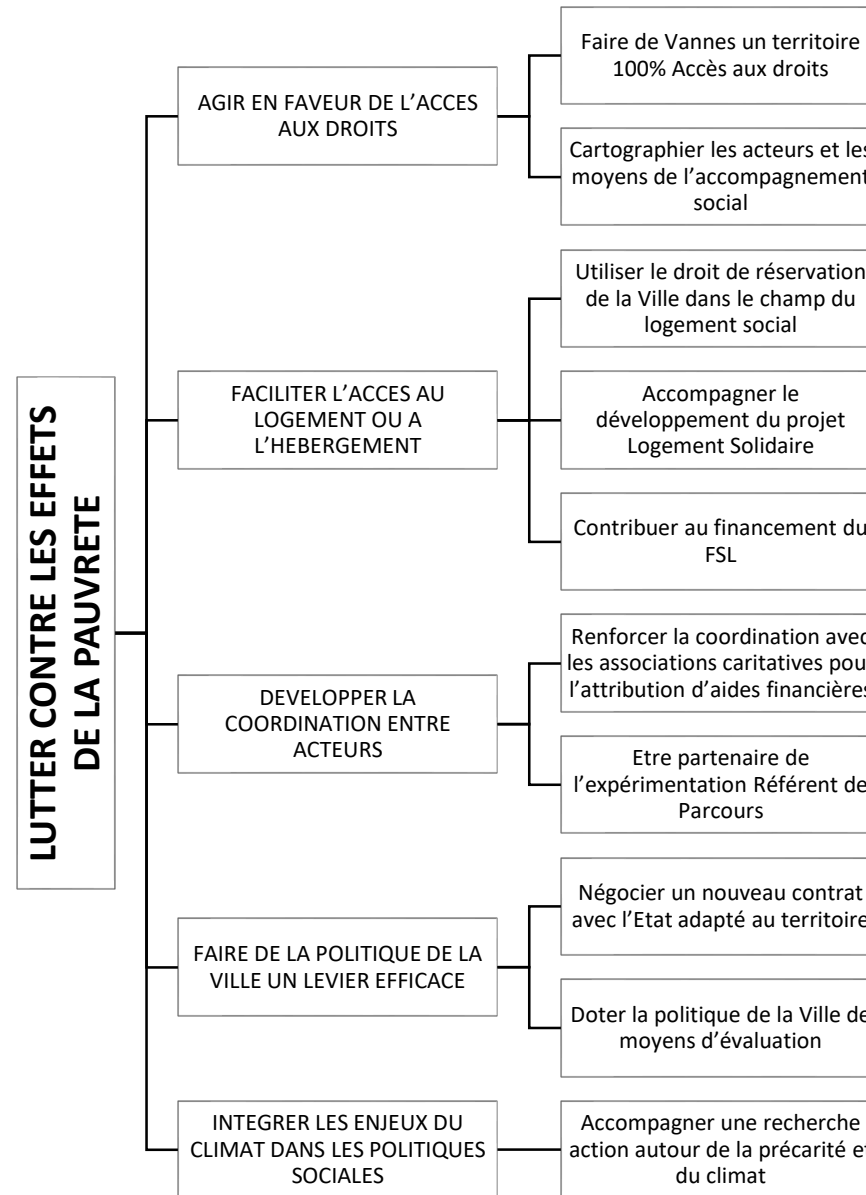 LUTTER CONTRE LES EFFETS
DE LA PAUVRETE
AGIR EN FAVEUR DE L’ACCES
AUX DROITS
Faire de Vannes un territoire
100% Accès aux droits
Cartographier les acteurs et les
moyens de l’accompagnement
social
FACILITER L’ACCES AU
LOGEMENT OU A
L’HEBERGEMENT
Utiliser le droit de réservation
de la Ville dans le champ du
logement social
Accompagner le
développement du projet
Logement Solidaire
Contribuer au financement du
FSL
DEVELOPPER LA
COORDINATION ENTRE
ACTEURS
Renforcer la coordination avec
les associations caritatives pour
l’attribution d’aides financières
Etre partenaire de
l’expérimentation Référent de
Parcours
FAIRE DE LA POLITIQUE DE LA
VILLE UN LEVIER EFFICACE
Négocier un nouveau contrat
avec l’Etat adapté au territoire
Doter la politique de la Ville de
moyens d’évaluation
INTEGRER LES ENJEUX DU
CLIMAT DANS LES POLITIQUES
SOCIALES
Accompagner une recherche
action autour de la précarité et
du climat